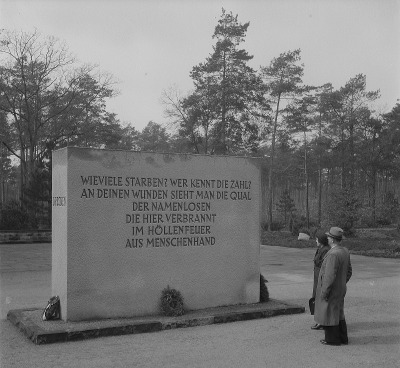 WIEVIELE STARBEN? WER KENNT DIE ZAHL?
AN DEINEN WUNDEN SIEHT MAN DIE QUAL
DER NAMENLOSEN
DIE HIER VERBRANNT
IM HÖLLENFEUER
AUS MENSCHENHAND